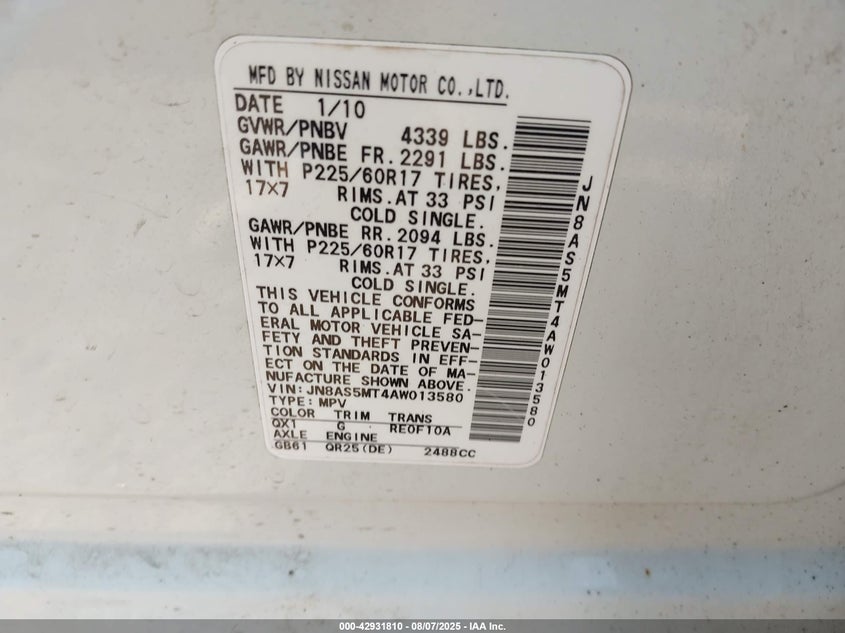 MFD BY NISSAN MOTOR CO.,LTD.
DATE 1/10
GVWR/PNBV 4339 LBS.
GAWR/PNBE FR. 2291 LBS.
WITH P225/60R17 TIRES,
17×7 RIMS. AT 33 PSI
COLD SINGLE.
GAWR/PNBE RR. 2094 LBS.
WITH P225/60R17 TIRES,
17×7 RIMS. AT 33 PSI
COLD SINGLE.
THIS VEHICLE CONFORMS
TO ALL APPLICABLE FED-
ERAL MOTOR VEHICLE SA-
FETY AND THEFT PREVEN-
TION STANDARDS IN EFF-
ECT ON THE DATE OF MA-
NUFACTURE SHOWN ABOVE.
VIN: JN8AS5MT4AW013580
TYPE: MPV
COLOR TRIM TRANS
QX1 G RE0F10A
AXLE ENGINE
GB61 QR25(DE) 2488CC
JN8AS5MT4AW013580
000-42931810 - 08/07/2025 - IAA Inc.